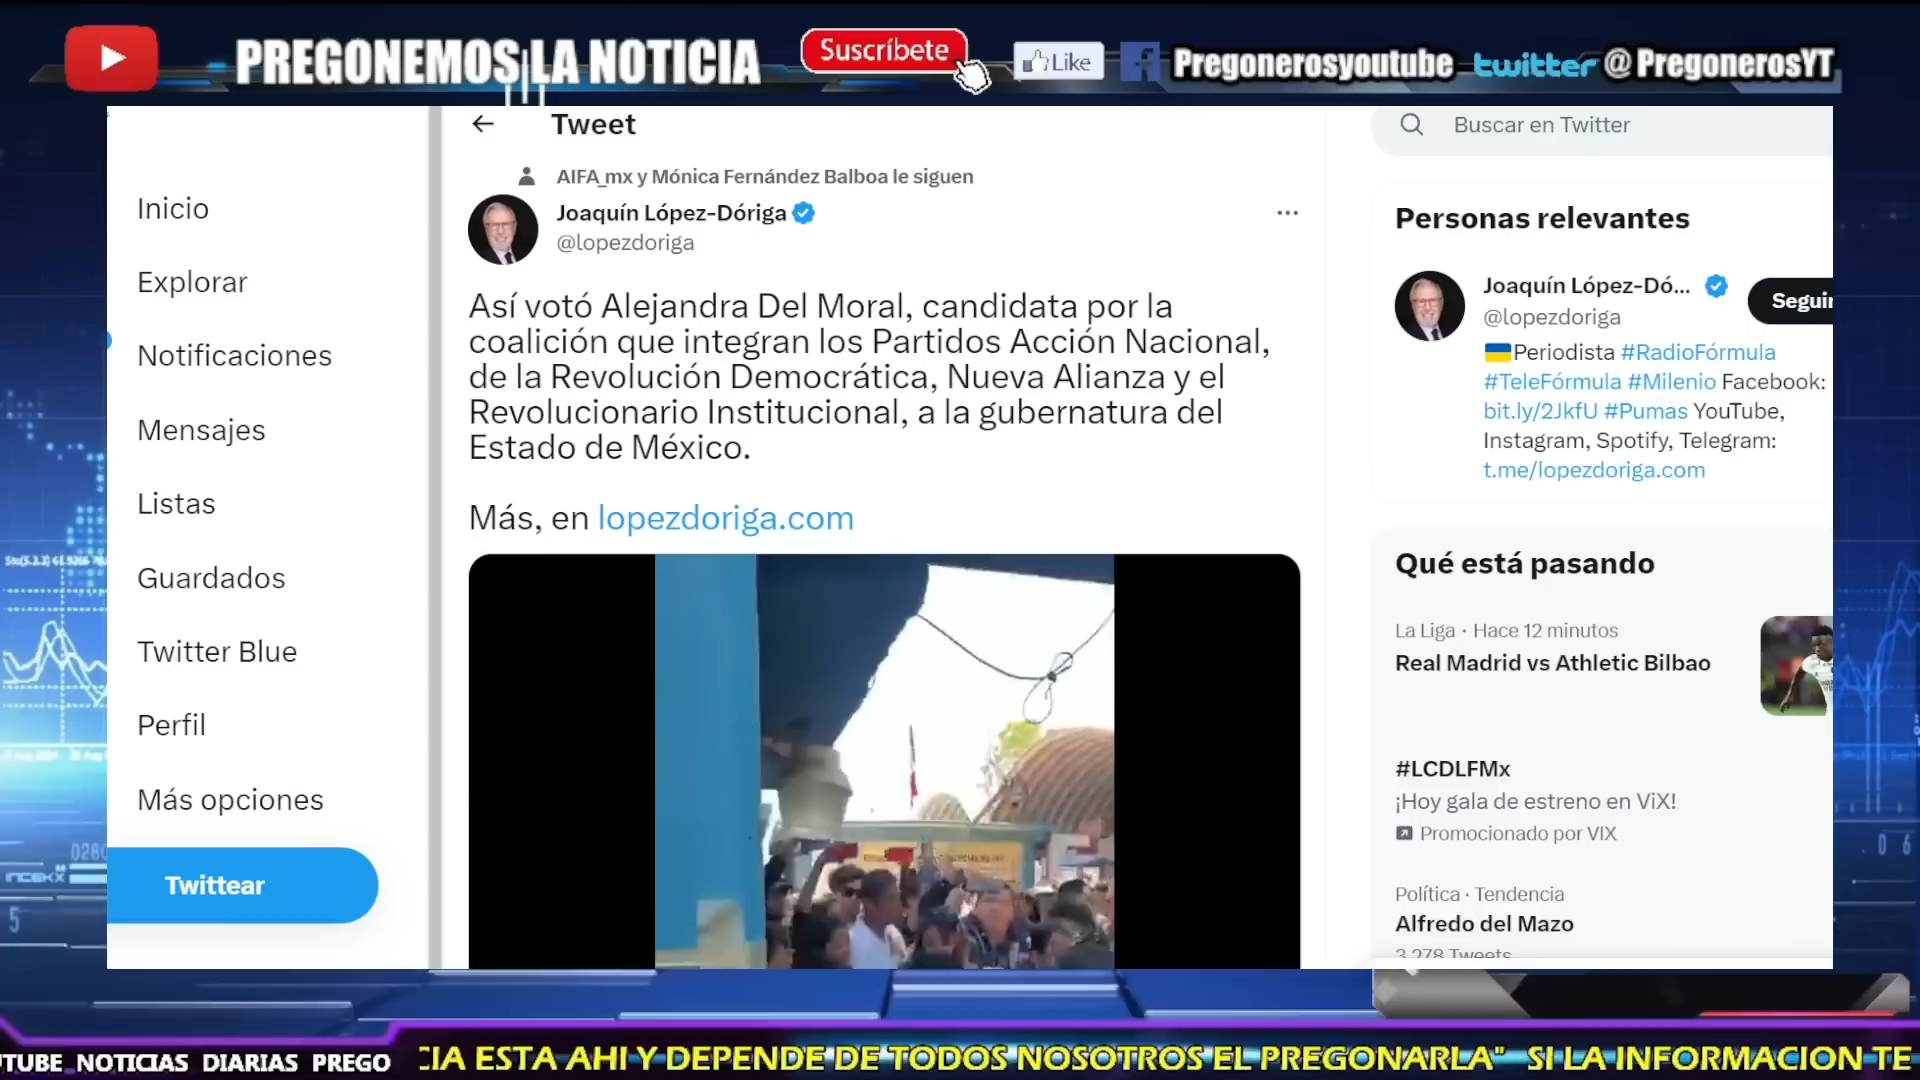 PREGONEMOS LA NOTICIA
Suscríbete
Like
Pregonerosyoutube
twitter @PregonerosYT
Tweet
Buscar en Twitter
AIFA_mx y Mónica Fernández Balboa le siguen
Joaquín López-Dóriga
@lopezdoriga
Así votó Alejandra Del Moral, candidata por la
coalición que integran los Partidos Acción Nacional,
de la Revolución Democrática, Nueva Alianza y el
Revolucionario Institucional, a la gubernatura del
Estado de México.
Más, en lopezdoriga.com
Inicio
Explorar
Notificaciones
Mensajes
Listas
Guardados
Twitter Blue
Perfil
Más opciones
Twittear
Personas relevantes
Joaquín López-Dó...
@lopezdoriga
Seguir
Periodista #RadioFórmula
#TeleFórmula #Milenio Facebook:
bit.ly/2JkfU #Pumas YouTube,
Instagram, Spotify, Telegram:
t.me/lopezdoriga.com
Qué está pasando
La Liga · Hace 12 minutos
Real Madrid vs Athletic Bilbao
#LCDLFMx
¡Hoy gala de estreno en ViX!
Promocionado por VIX
Política · Tendencia
Alfredo del Mazo
3,278 Tweets
UTUBE NOTICIAS DIARIAS PREGO
CIA ESTA AHI Y DEPENDE DE TODOS NOSOTROS EL PREGONARLA" SI LA INFORMACION TE